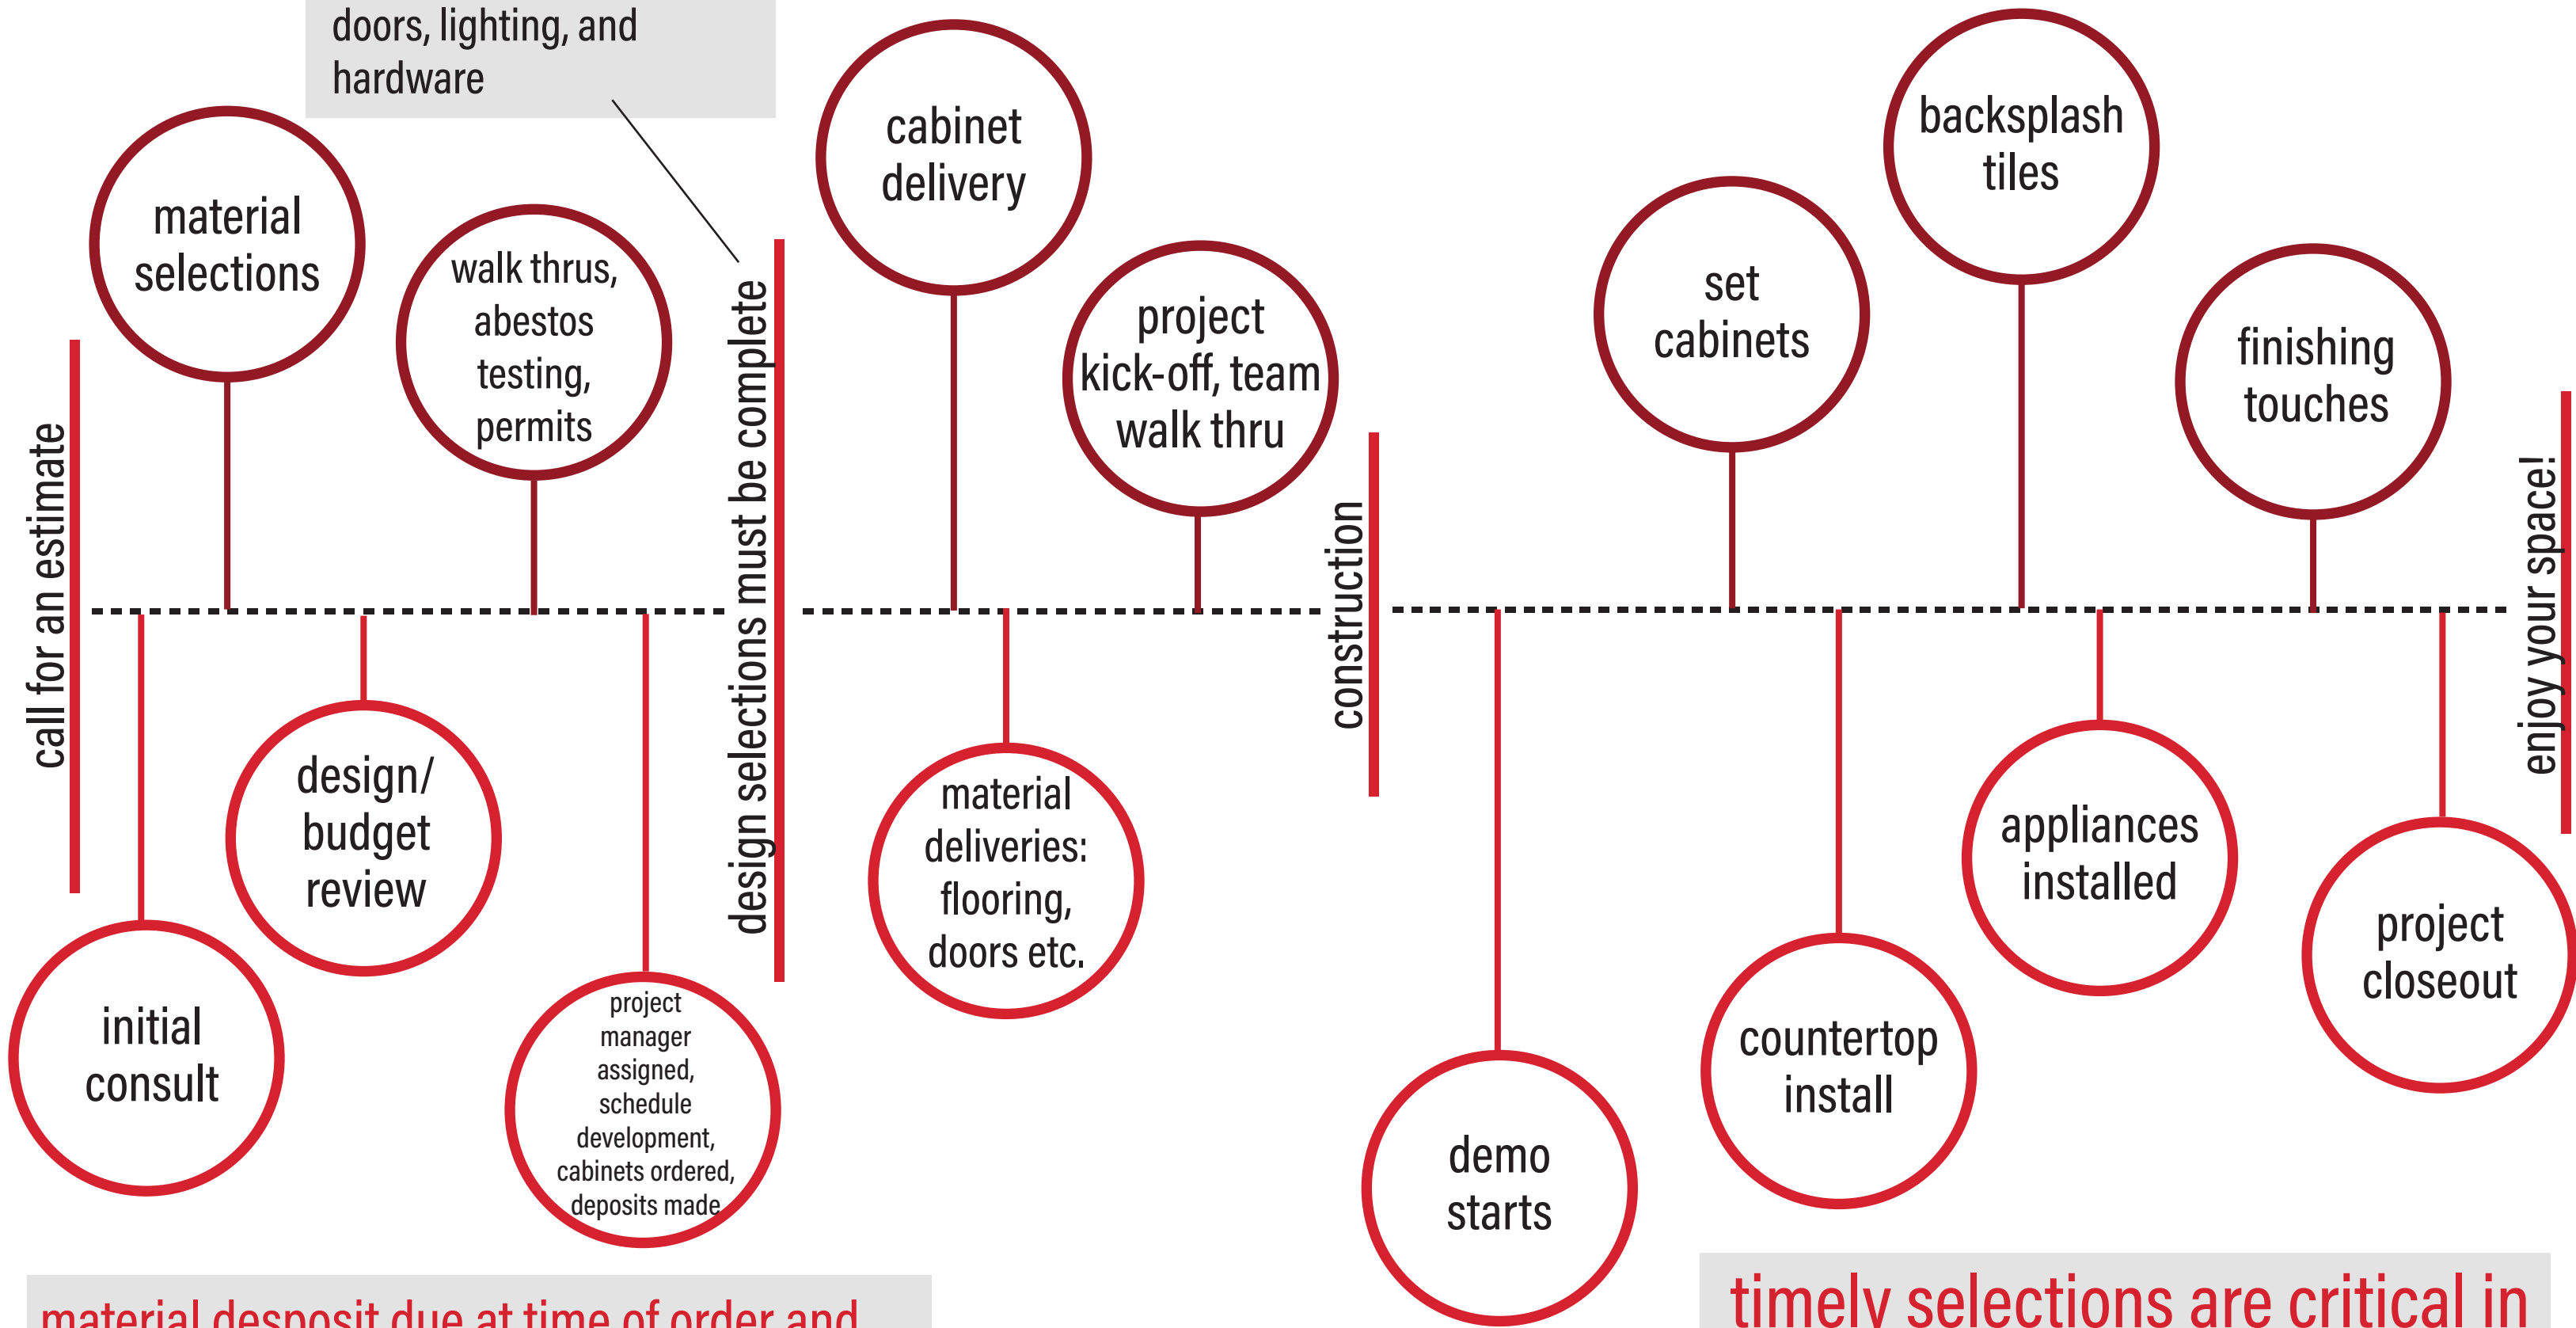 doors, lighting, and
hardware
call for an estimate
initial
consult
material
selections
design/
budget
review
walk thrus,
abestos
testing,
permits
project
manager
assigned,
schedule
development,
cabinets ordered,
deposits made
design selections must be complete
cabinet
delivery
material
deliveries:
flooring,
doors etc.
project
kick-off, team
walk thru
construction
demo
starts
set
cabinets
countertop
install
backsplash
tiles
appliances
installed
finishing
touches
project
closeout
enjoy your space!
material desposit due at time of order and
timely selections are critical in